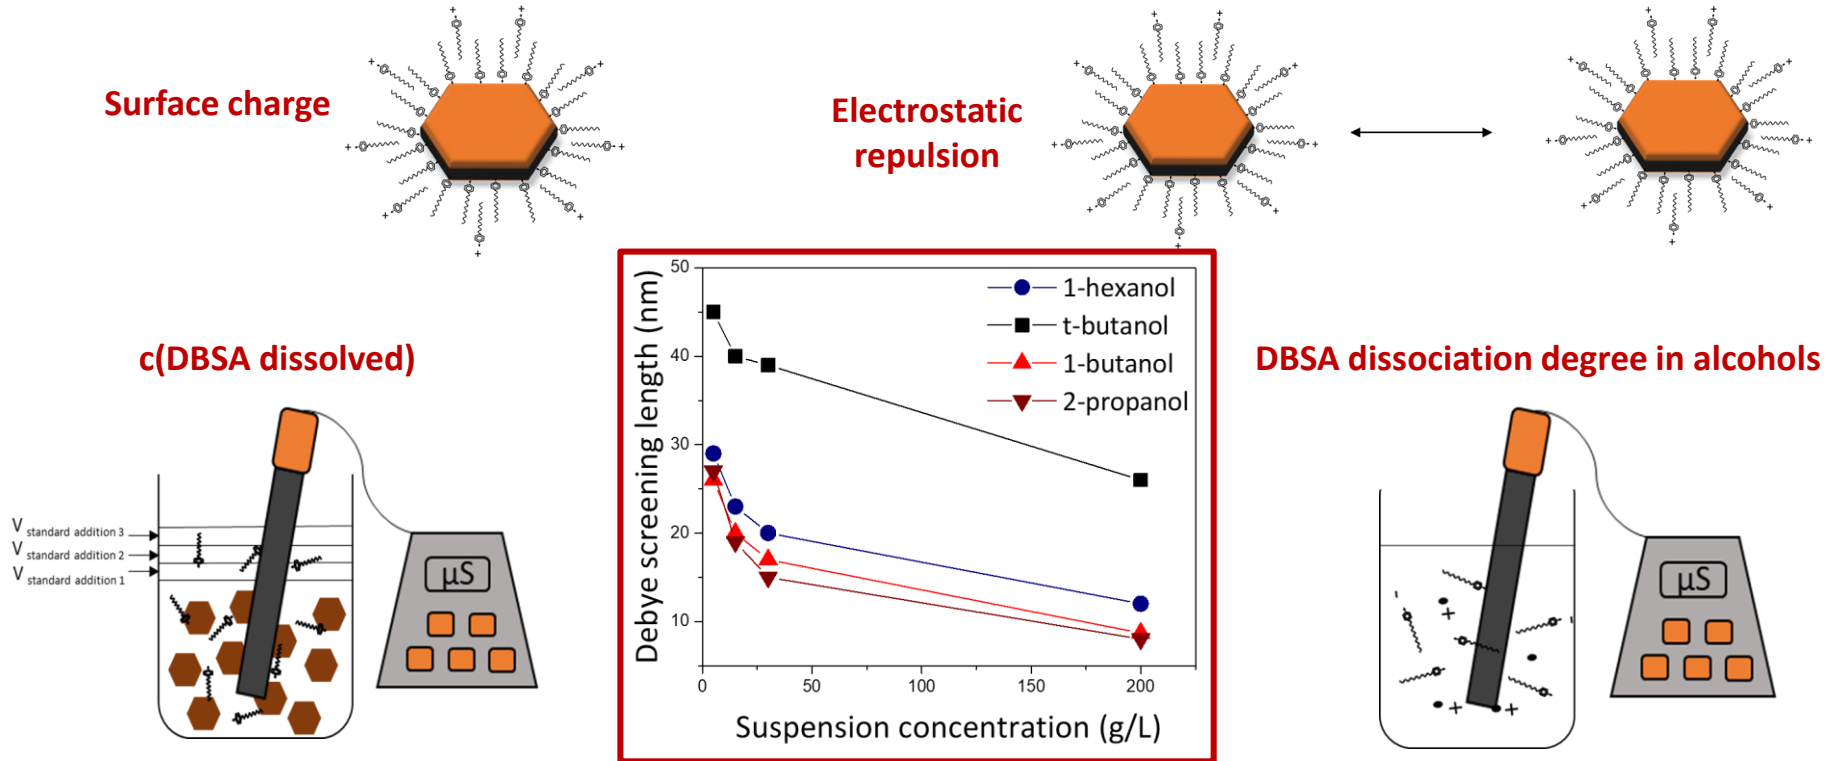 Surface charge
Electrostatic
repulsion
c(DBSA dissolved)
V standard addition 3
V standard addition 2
V standard addition 1
µS
Debye screening length (nm)
50
40
30
20
10
1-hexanol
t-butanol
1-butanol
2-propanol
0
50
100
150
200
Suspension concentration (g/L)
DBSA dissociation degree in alcohols
µS